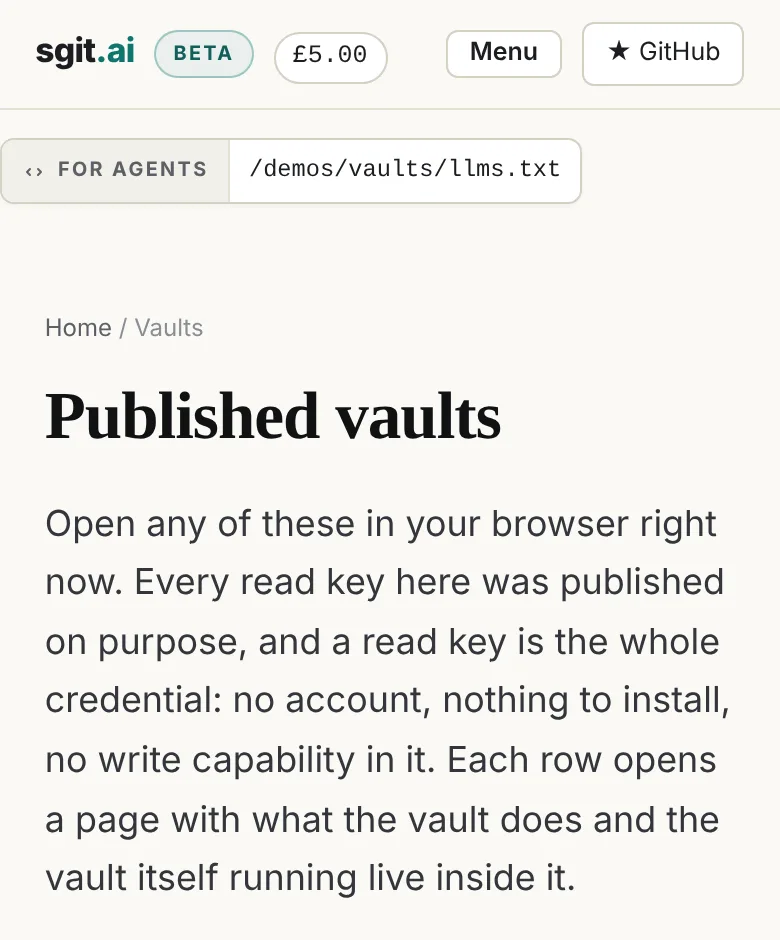 sgit.ai BETA £5.00 Menu ★ GitHub
‹› FOR AGENTS /demos/vaults/llms.txt
Home / Vaults
Published vaults
Open any of these in your browser right
now. Every read key here was published
on purpose, and a read key is the whole
credential: no account, nothing to install,
no write capability in it. Each row opens
a page with what the vault does and the
vault itself running live inside it.